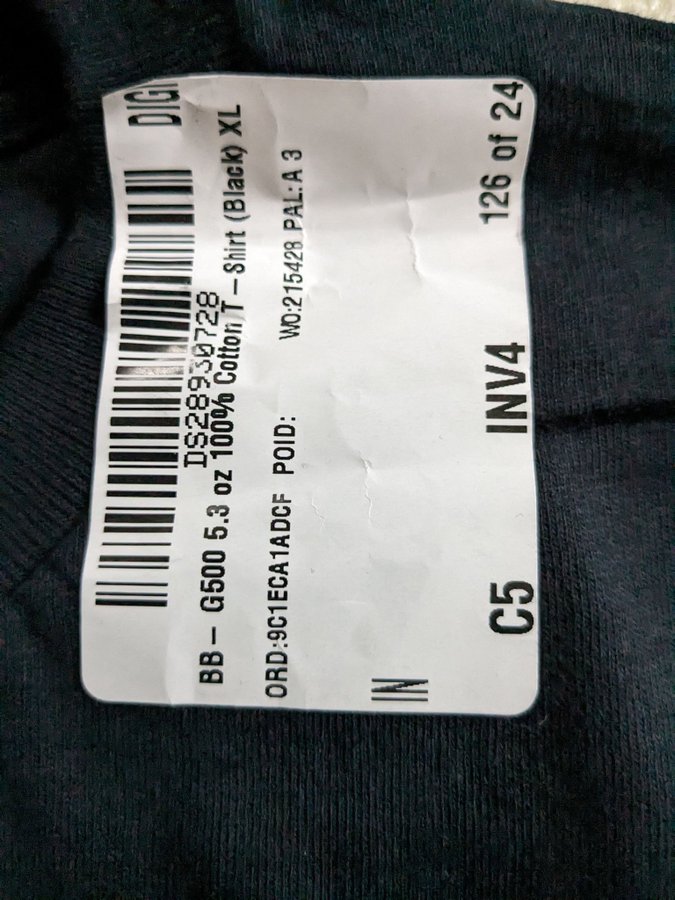 DIGI
DS28930728
BB- G500 5.3 oz 100% Cotton T-Shirt (Black) XL
ORD:9C1ECA1ADCF POID: WO:215428 PAL: A 3
IN
C5 INV4 126 of 24